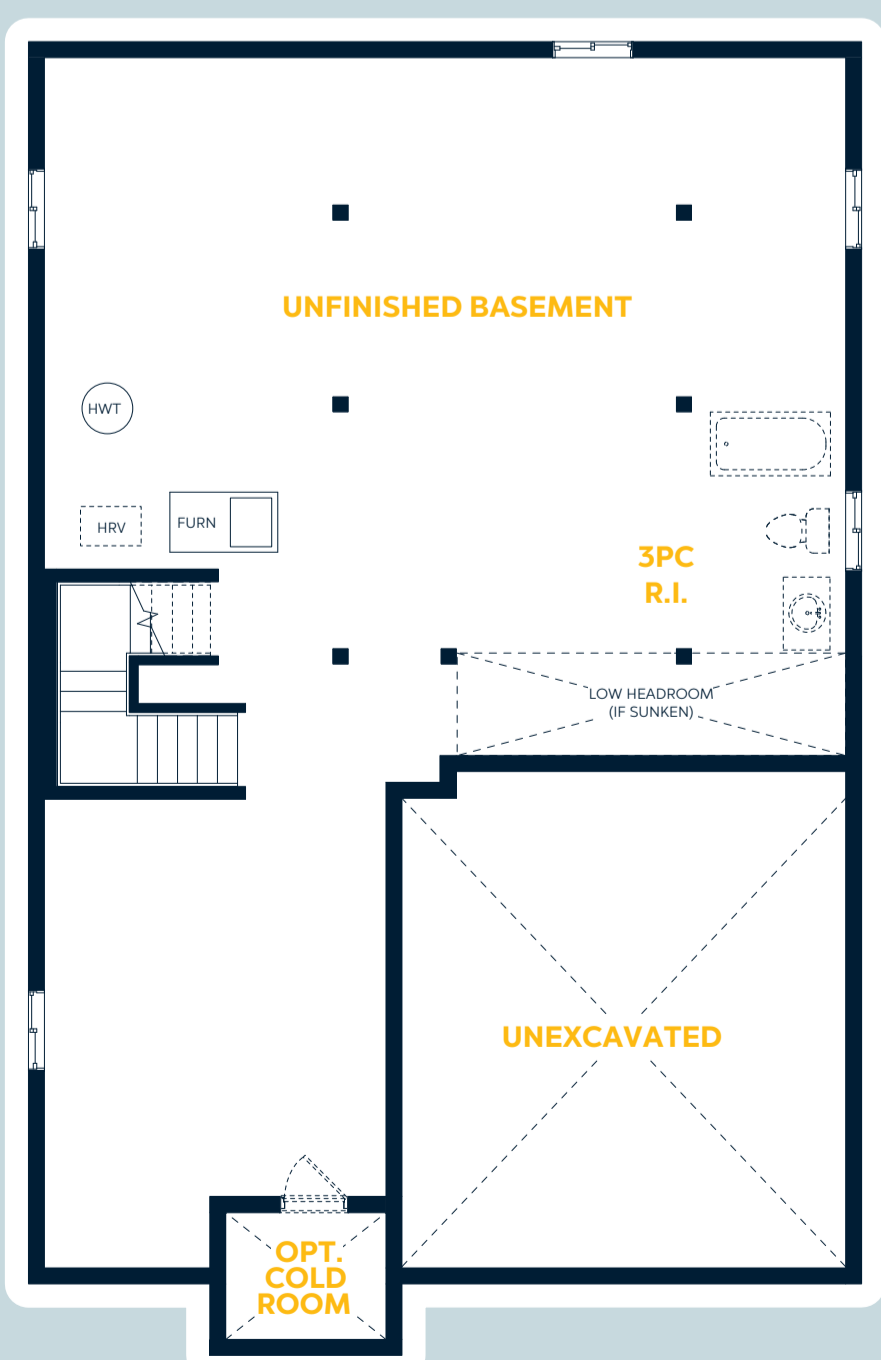 UNFINISHED BASEMENT
HWT
HRV
FURN
3PC
R.I.
LOW HEADROOM
(IF SUNKEN)
UNEXCAVATED
OPT.
COLD
ROOM